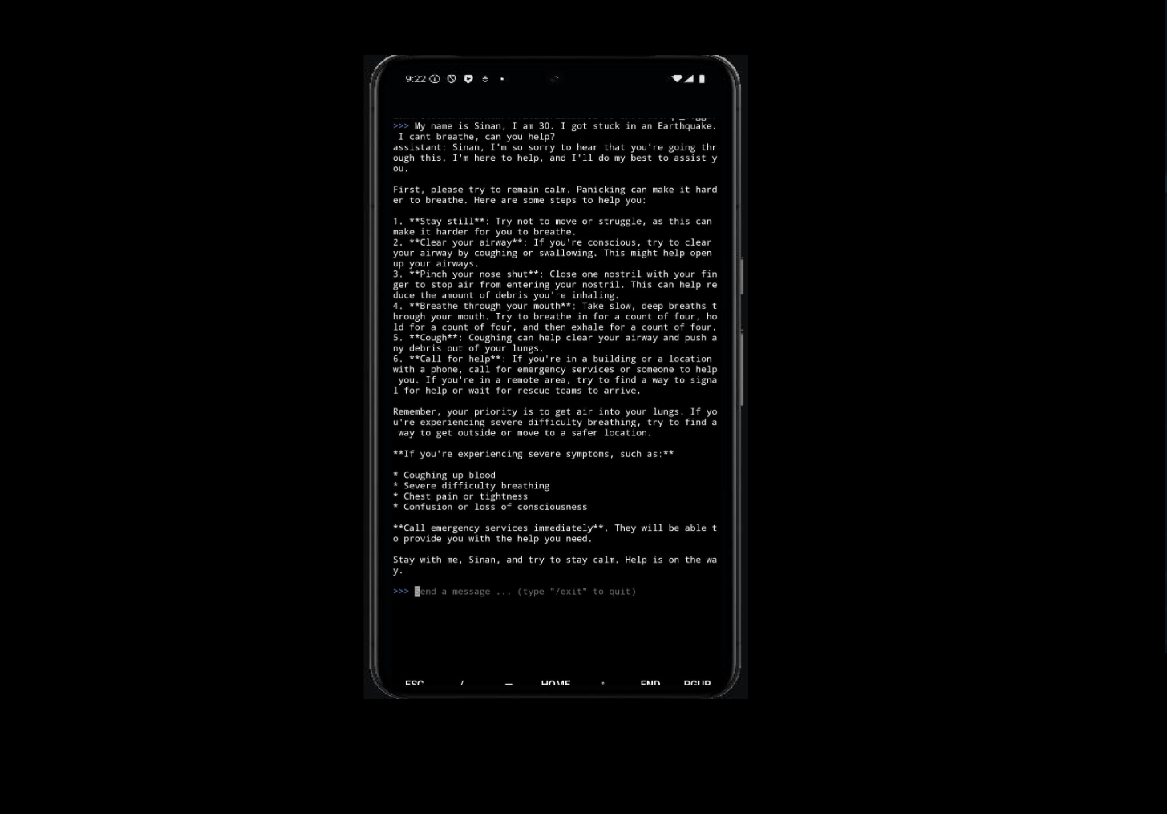 9:22
>>> My name is Sinan, I am 30. I got stuck in an Earthquake.
I cant breathe, can you help?
assistant: Sinan, I'm so sorry to hear that you're going thr
ough this. I'm here to help, and I'll do my best to assist y
ou.
First, please try to remain calm. Panicking can make it hard
er to breathe. Here are some steps to help you:
1. **Stay still**: Try not to move or struggle, as this can
make it harder for you to breathe.
2. **Clear your airway**: If you're conscious, try to clear
your airway by coughing or swallowing. This might help open
up your airways.
3. **Pinch your nose shut**: Close one nostril with your fin
ger to stop air from entering your nostril. This can help re
duce the amount of debris you're inhaling.
4. **Breathe through your mouth**: Take slow, deep breaths t
hrough your mouth. Try to breathe in for a count of four, ho
ld for a count of four, and then exhale for a count of four.
5. **Cough**: Coughing can help clear your airway and push a
ny debris out of your lungs.
6. **Call for help**: If you're in a building or a location
with a phone, call for emergency services or someone to help
you. If you're in a remote area, try to find a way to signa
l for help or wait for rescue teams to arrive.
Remember, your priority is to get air into your lungs. If yo
u're experiencing severe difficulty breathing, try to find a
way to get outside or move to a safer location.
**If you're experiencing severe symptoms, such as:**
* Coughing up blood
* Severe difficulty breathing
* Chest pain or tightness
* Confusion or loss of consciousness
**Call emergency services immediately**. They will be able t
o provide you with the help you need.
Stay with me, Sinan, and try to stay calm. Help is on the wa
y.
>>> Send a message ... (type "/exit" to quit)
ESC / — HOME ↑ END PGUP